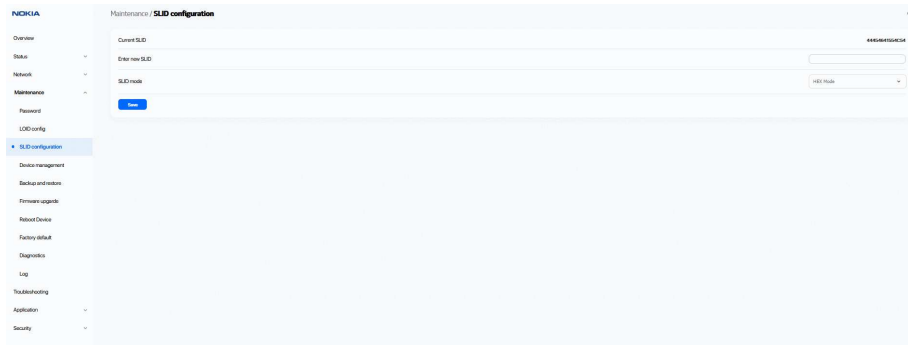 NOKIA
Maintenance / SLID configuration
Overview
Current SLID
44454641554C54
Status
Enter new SLID
Network
SLID mode
HEX Mode
Maintenance
Save
Password
LOID config
SLID configuration
Device management
Backup and restore
Firmware upgarde
Reboot Device
Factory default
Diagnostics
Log
Troubleshooting
Application
Security